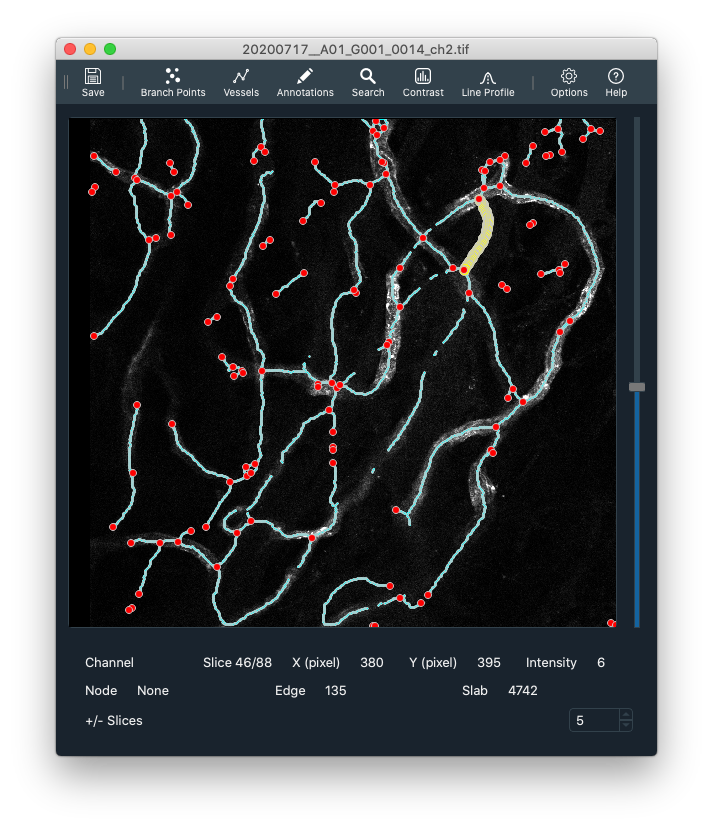 20200717__A01_G001_0014_ch2.tif
Save Branch Points Vessels Annotations Search Contrast Line Profile Options Help
Channel Slice 46/88 X (pixel) 380 Y (pixel) 395 Intensity 6
Node None Edge 135 Slab 4742
+/- Slices 5